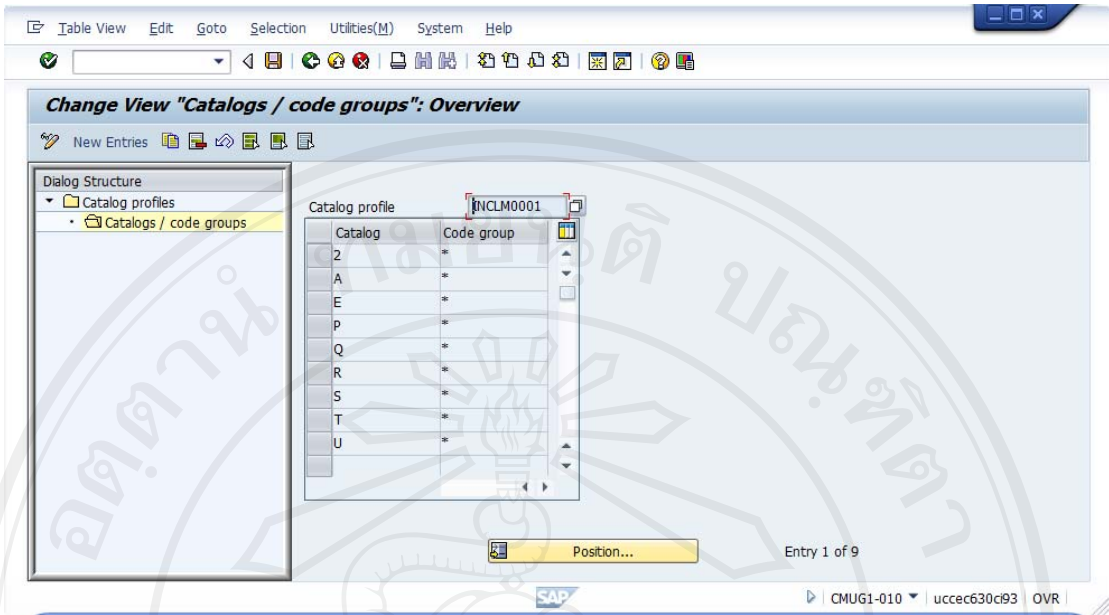 Table View Edit Goto Selection Utilities(M) System Help
Change View "Catalogs / code groups": Overview
New Entries
Dialog Structure
Catalog profiles
Catalogs / code groups
Catalog profile INCLM0001
Catalog Code group
2 *
A *
E *
P *
Q *
R *
S *
T *
U *
Position...
Entry 1 of 9
SAP
CMUG1-010 uccec630ci93 OVR